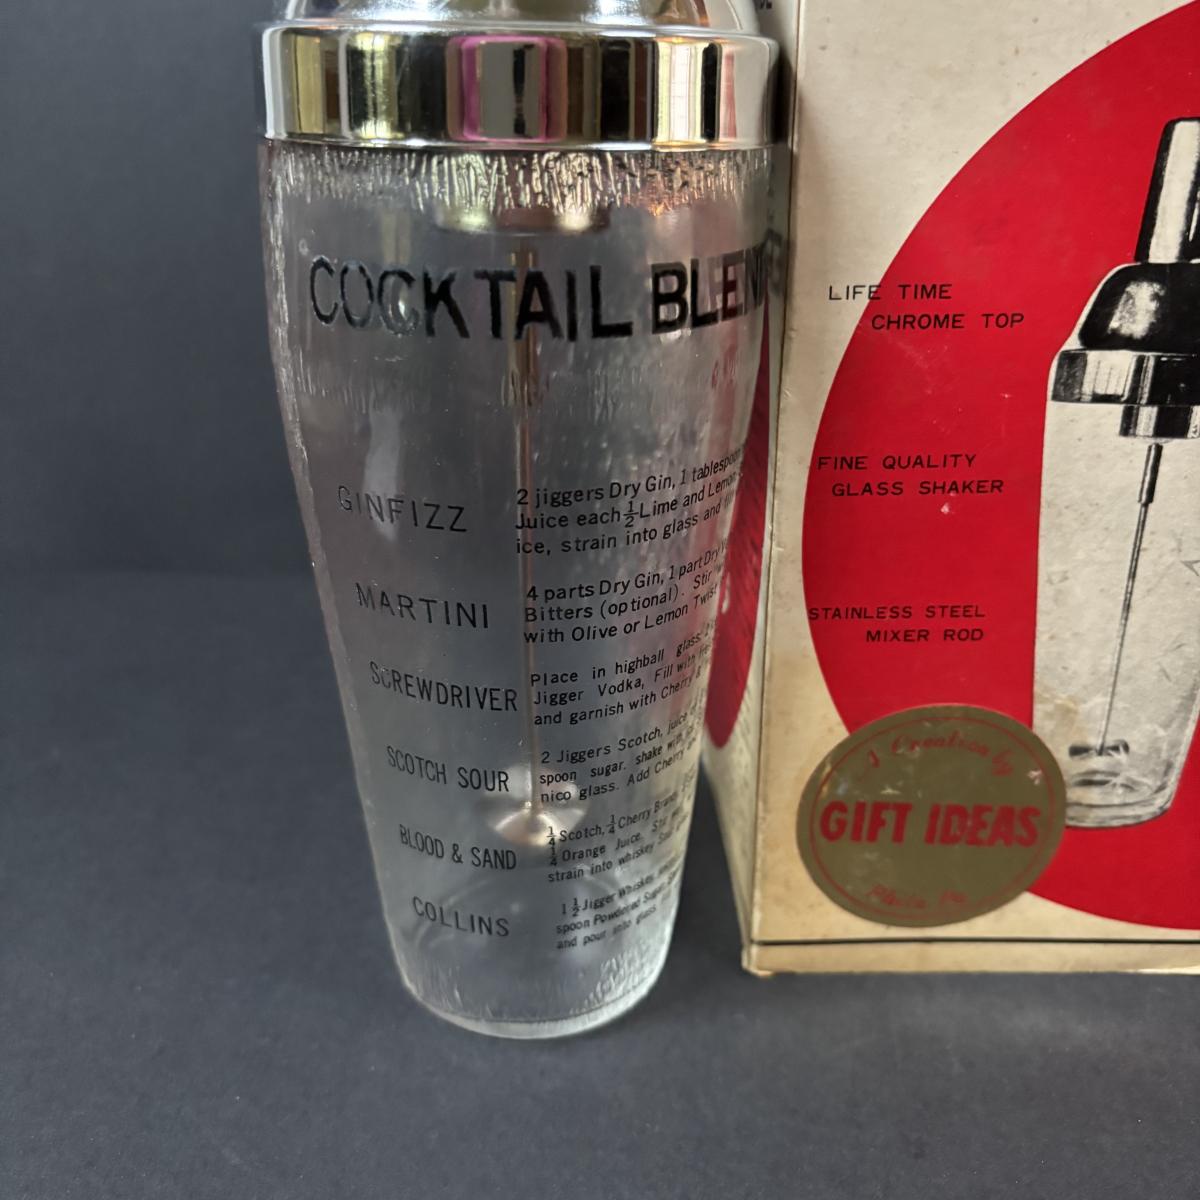 COCKTAIL BLEN
GINFIZZ
2 jiggers Dry Gin, 1 tablespoon
Juice each ½ Lime and Lemon
ice, strain into glass and
MARTINI
4 parts Dry Gin, 1 part Dry
Bitters (optional). Stir
with Olive or Lemon Twist
SCREWDRIVER
Place in highball glass
Jigger Vodka, Fill with
and garnish with Cherry
SCOTCH SOUR
2 Jiggers Scotch, juice
spoon sugar, shake with
nico glass. Add Cherry
BLOOD & SAND
¼ Scotch, ¼ Cherry
¼ Orange Juice. Stir
strain into whiskey
COLLINS
1 ½ Jigger Whiskey
spoon Powdered Sugar
and pour into glass
LIFE TIME
CHROME TOP
FINE QUALITY
GLASS SHAKER
STAINLESS STEEL
MIXER ROD
A Creation by
GIFT IDEAS
Phila Pa.